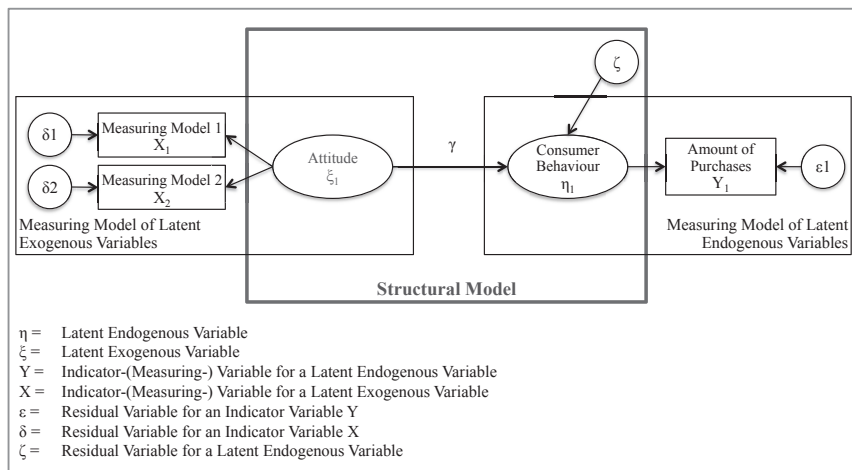 ζ
δ1
Measuring Model 1
X1
δ2
Measuring Model 2
X2
Measuring Model of Latent
Exogenous Variables
Attitude
ξ1
γ
Consumer
Behaviour
η1
Amount of
Purchases
Y1
ε1
Measuring Model of Latent
Endogenous Variables
Structural Model
η = Latent Endogenous Variable
ξ = Latent Exogenous Variable
Y = Indicator-(Measuring-) Variable for a Latent Endogenous Variable
X = Indicator-(Measuring-) Variable for a Latent Exogenous Variable
ε = Residual Variable for an Indicator Variable Y
δ = Residual Variable for an Indicator Variable X
ζ = Residual Variable for a Latent Endogenous Variable